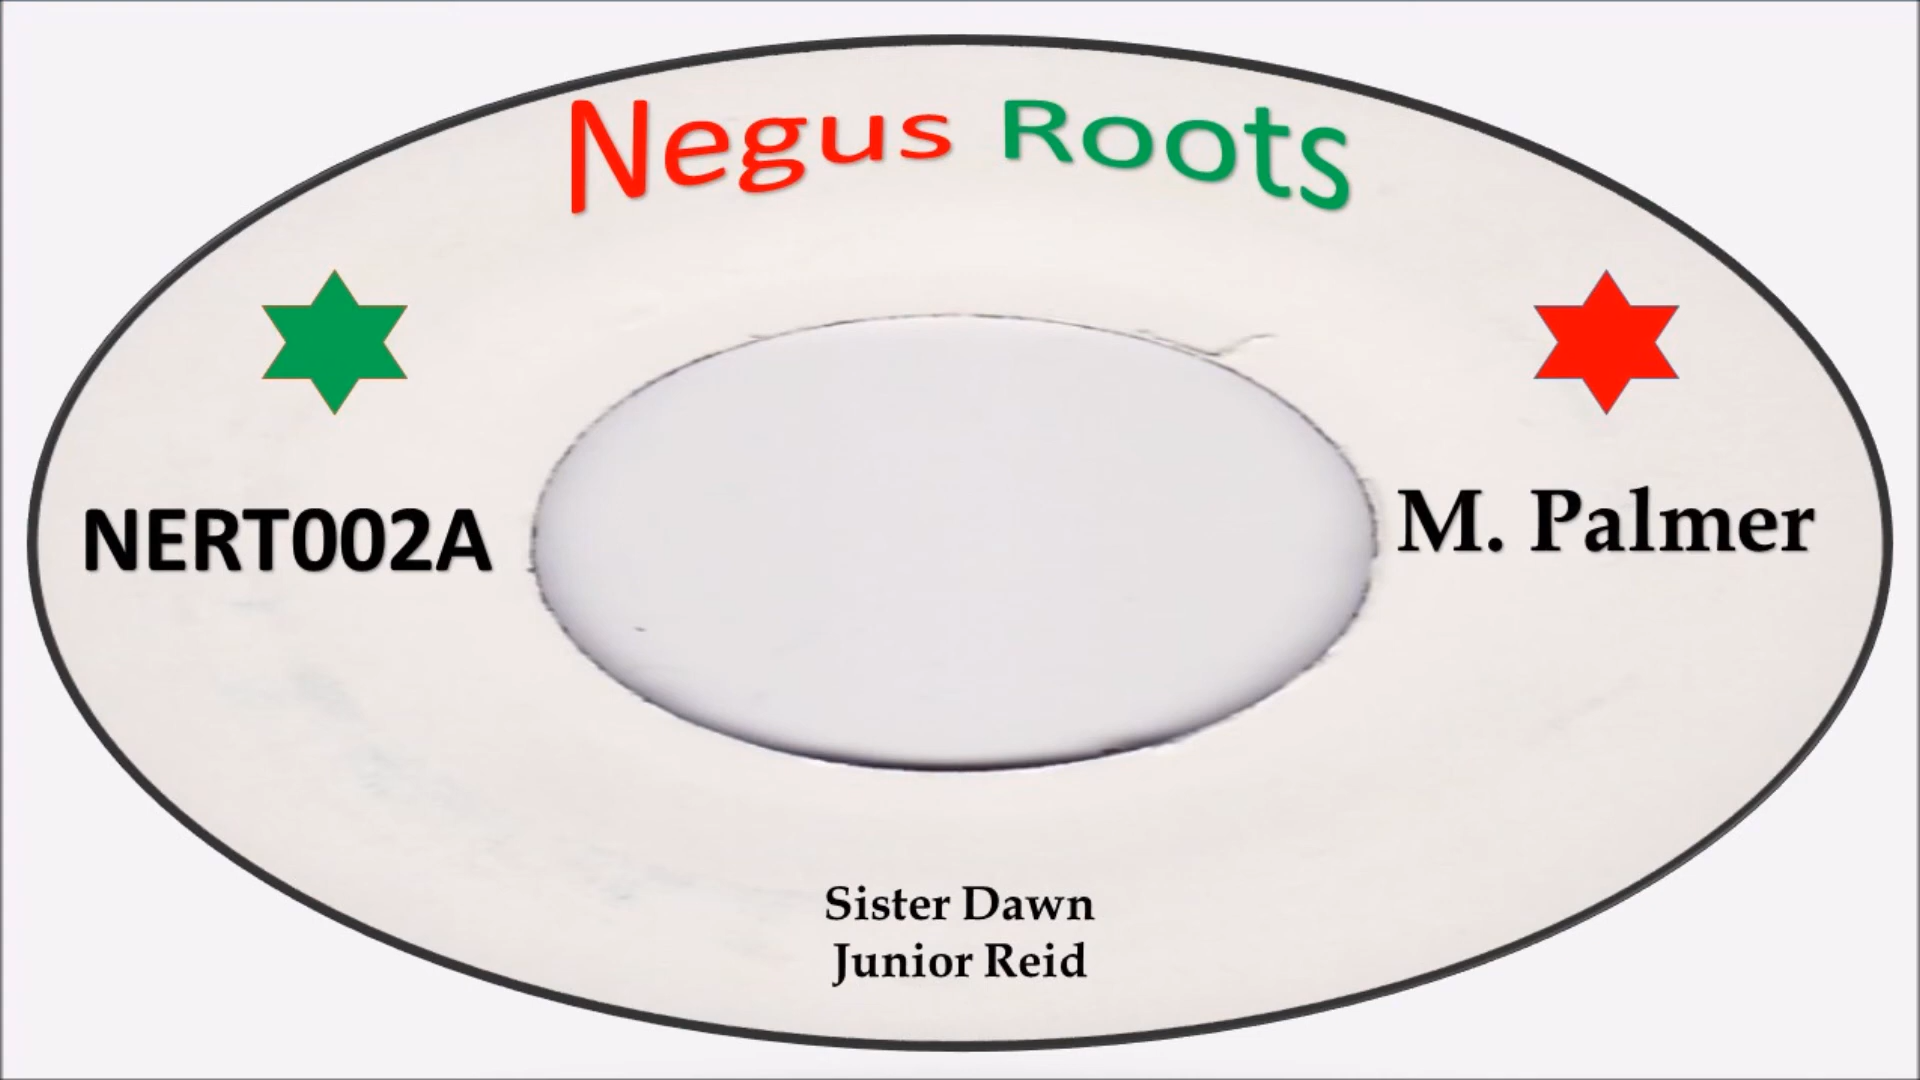 Negus Roots
NERT002A
M. Palmer
Sister Dawn
Junior Reid